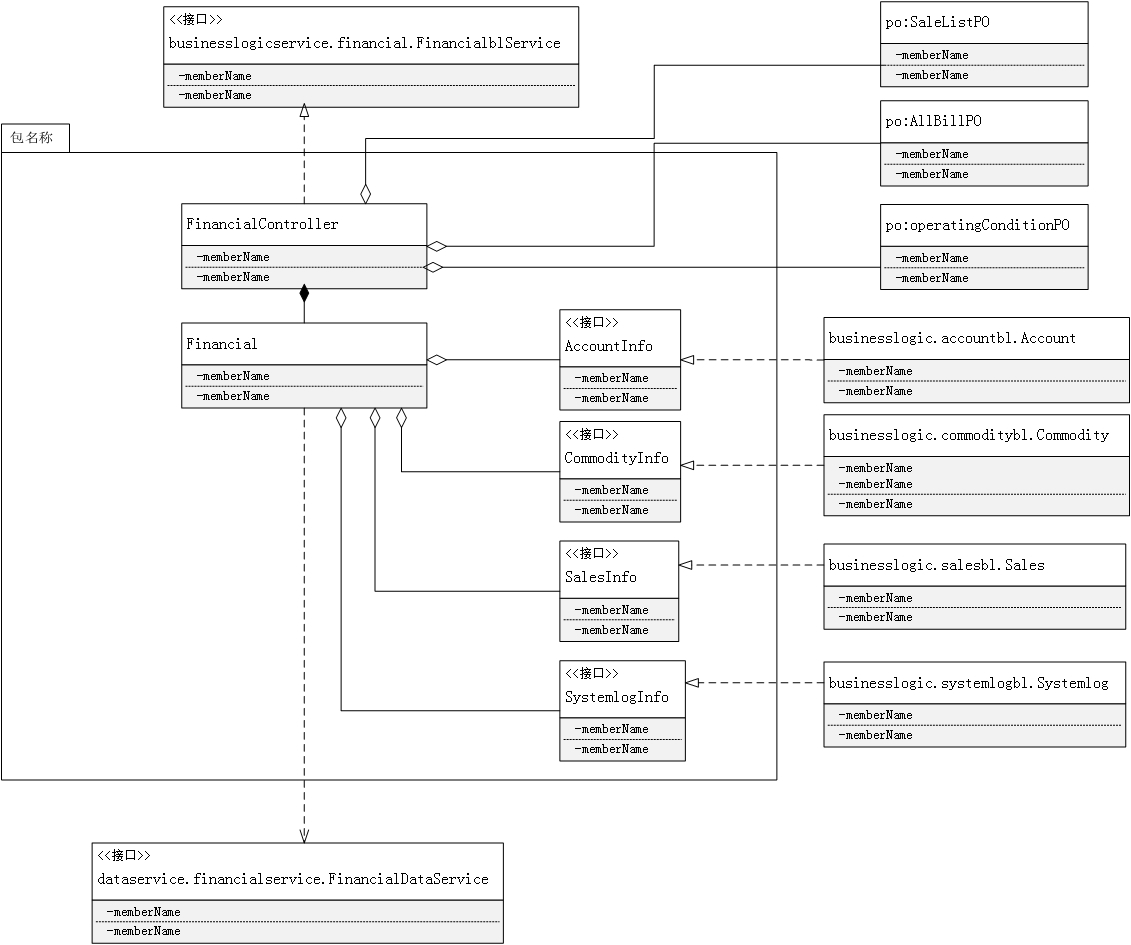 <<接口>>
businesslogicservice.financial.FinancialblService
-memberName
-memberName
po:SaleListPO
-memberName
-memberName
po:AllBillPO
-memberName
-memberName
包名称
FinancialController
-memberName
-memberName
po:operatingConditionPO
-memberName
-memberName
Financial
-memberName
-memberName
<<接口>>
AccountInfo
-memberName
-memberName
businesslogic.accountbl.Account
-memberName
-memberName
<<接口>>
CommodityInfo
-memberName
-memberName
businesslogic.commoditybl.Commodity
-memberName
-memberName
-memberName
<<接口>>
SalesInfo
-memberName
-memberName
businesslogic.salesbl.Sales
-memberName
-memberName
<<接口>>
SystemlogInfo
-memberName
-memberName
businesslogic.systemlogbl.Systemlog
-memberName
-memberName
<<接口>>
dataservice.financialservice.FinancialDataService
-memberName
-memberName